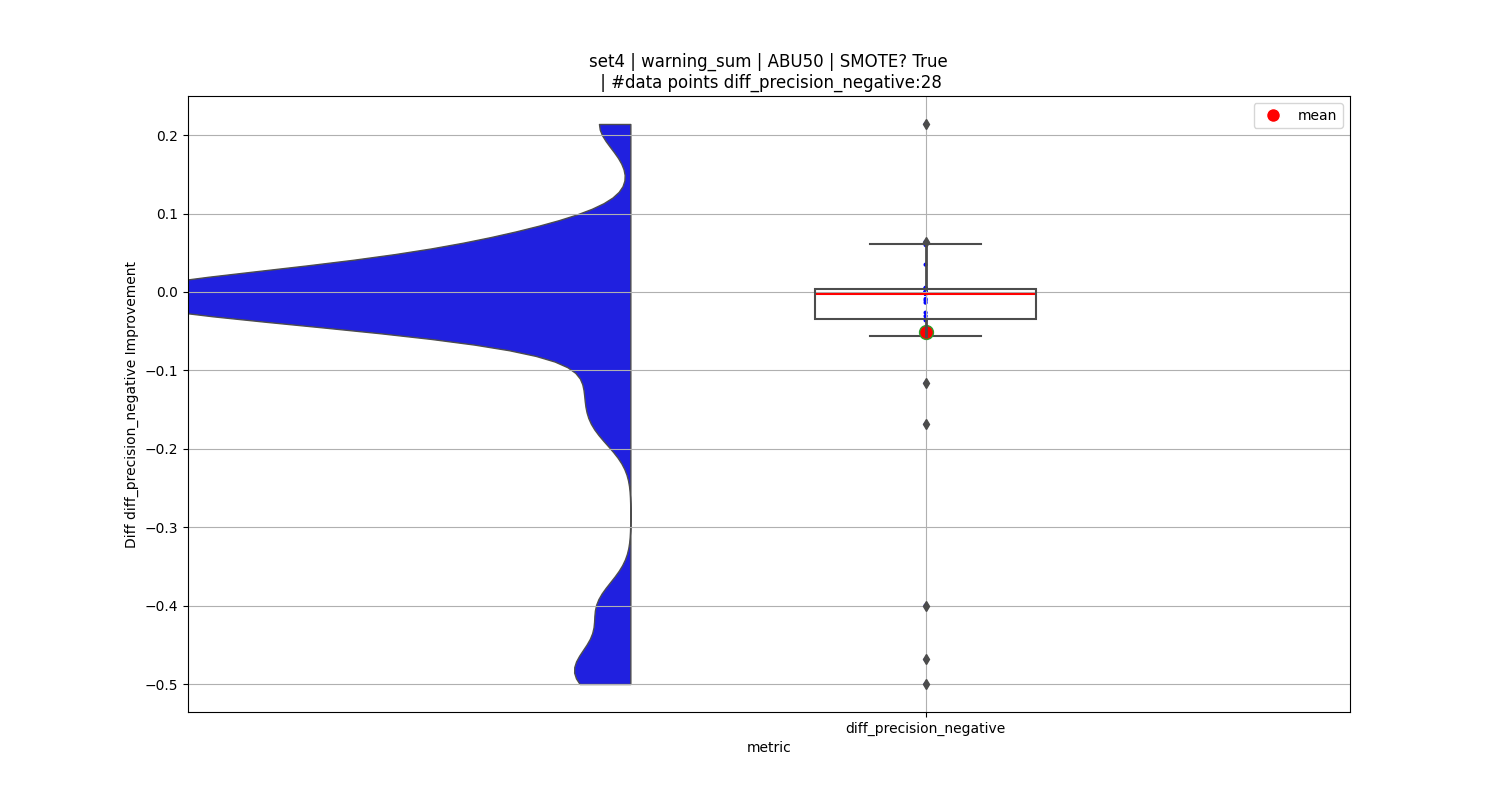 set4 | warning_sum | ABU50 | SMOTE? True
| #data points diff_precision_negative:28
mean
0.2
0.1
0.0
−0.1
−0.2
−0.3
−0.4
−0.5
Diff diff_precision_negative Improvement
diff_precision_negative
metric